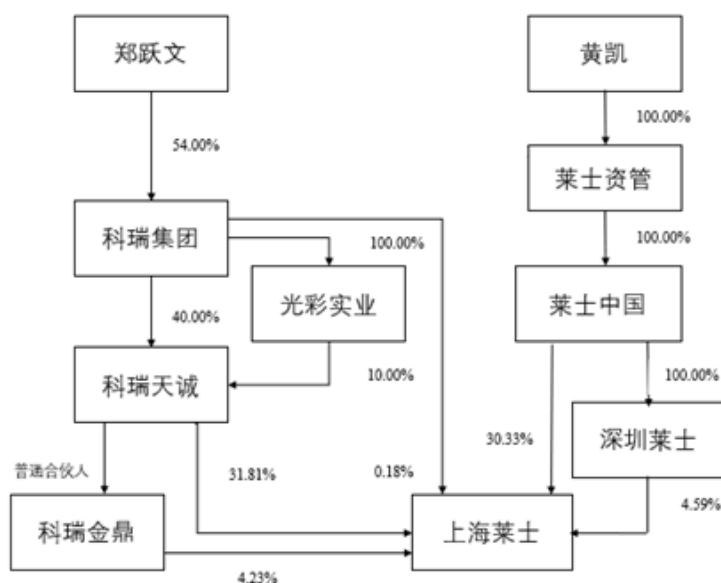 郑跃文
黄凯
54.00%
100.00%
莱士资管
科瑞集团
100.00%
100.00%
光彩实业
莱士中国
40.00%
科瑞天诚
10.00%
100.00%
深圳莱士
30.33%
普通合伙人
31.81%
0.18%
4.59%
科瑞金鼎
上海莱士
4.23%